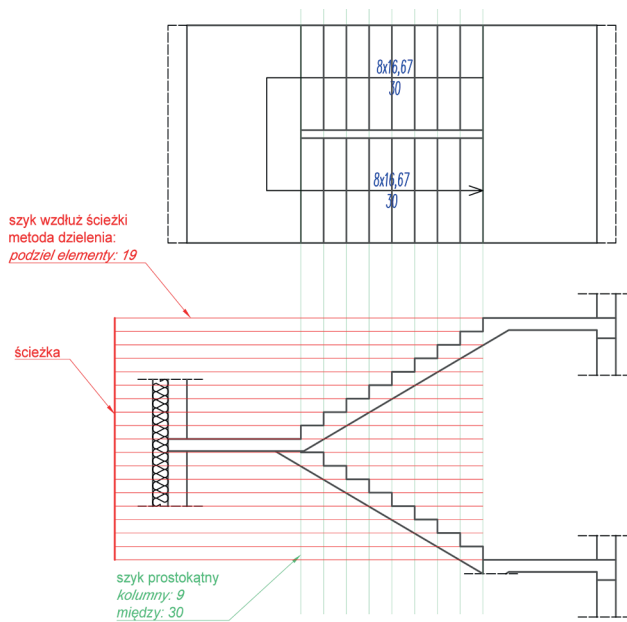 8x16,67
30
8x16,67
30
szyk wzdłuż ścieżki
metoda dzielenia:
podziel elementy: 19
ścieżka
szyk prostokątny
kolumny: 9
między: 30